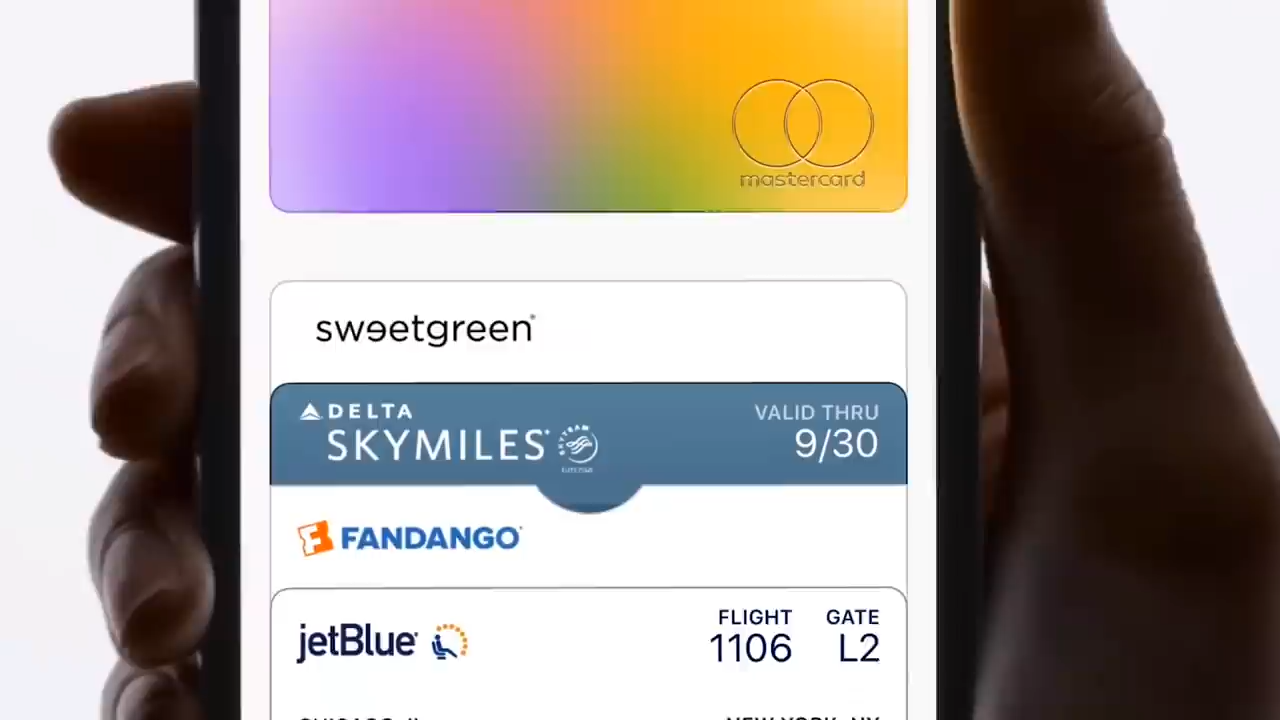 mastercard
sweetgreen
DELTA
SKYMILES
VALID THRU
9/30
FANDANGO
jetBlue
FLIGHT
1106
GATE
L2